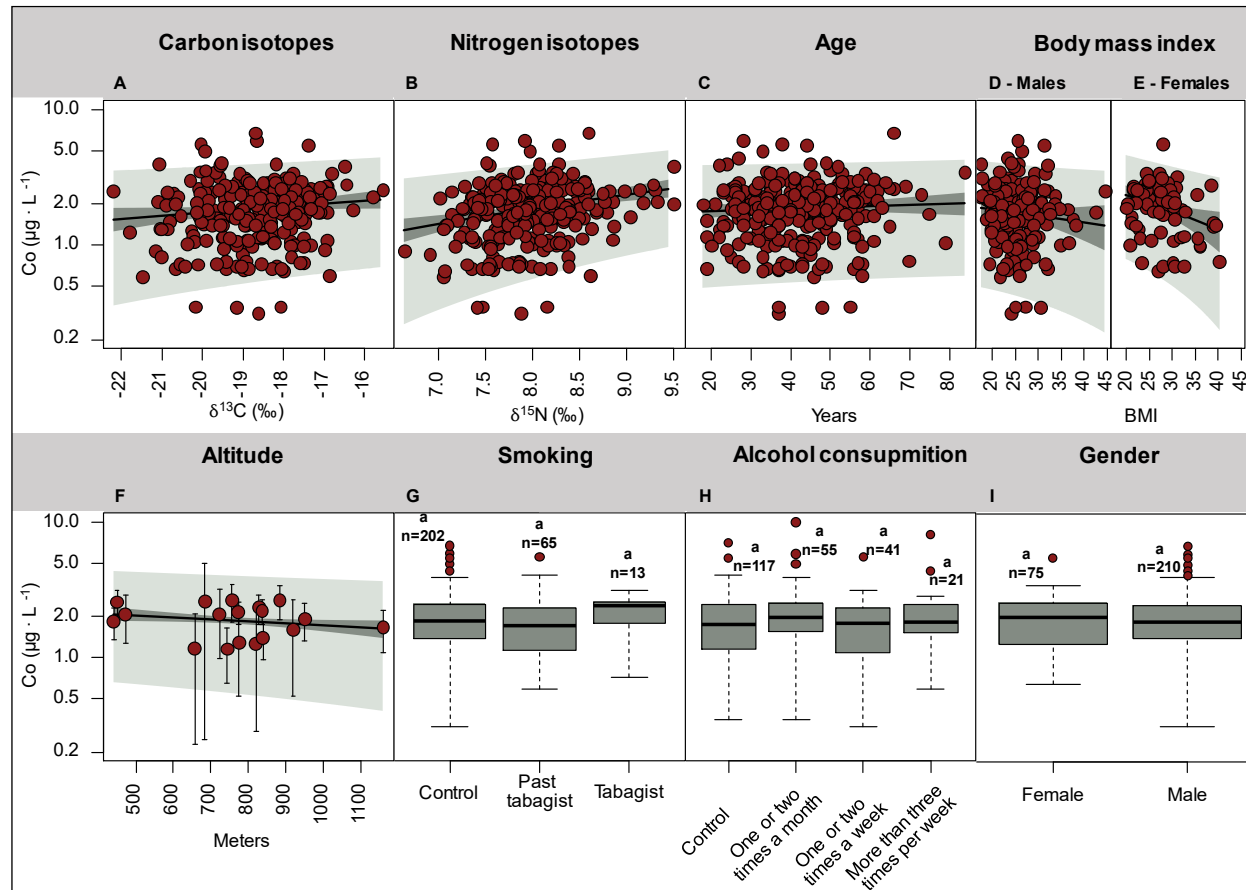 Carbon isotopes
Nitrogen isotopes
Age
Body mass index
A
B
C
D - Males
E - Females
Co (µg · L⁻¹)
10.0
5.0
2.0
1.0
0.5
0.2
-22
-21
-20
-19
-18
-17
-16
δ¹³C (‰)
7.0
7.5
8.0
8.5
9.0
9.5
δ¹⁵N (‰)
20
30
40
50
60
70
80
Years
20
25
30
35
40
45
20
25
30
35
40
45
BMI
Altitude
Smoking
Alcohol consupmition
Gender
F
G
H
I
Co (µg · L⁻¹)
10.0
5.0
2.0
1.0
0.5
0.2
500
600
700
800
900
1000
1100
Meters
a
n=202
a
n=65
a
n=13
Control
Past
tabagist
Tabagist
a
n=117
a
n=55
a
n=41
a
n=21
Control
One or two
times a month
One or two
times a week
More than three
times per week
a
n=75
a
n=210
Female
Male